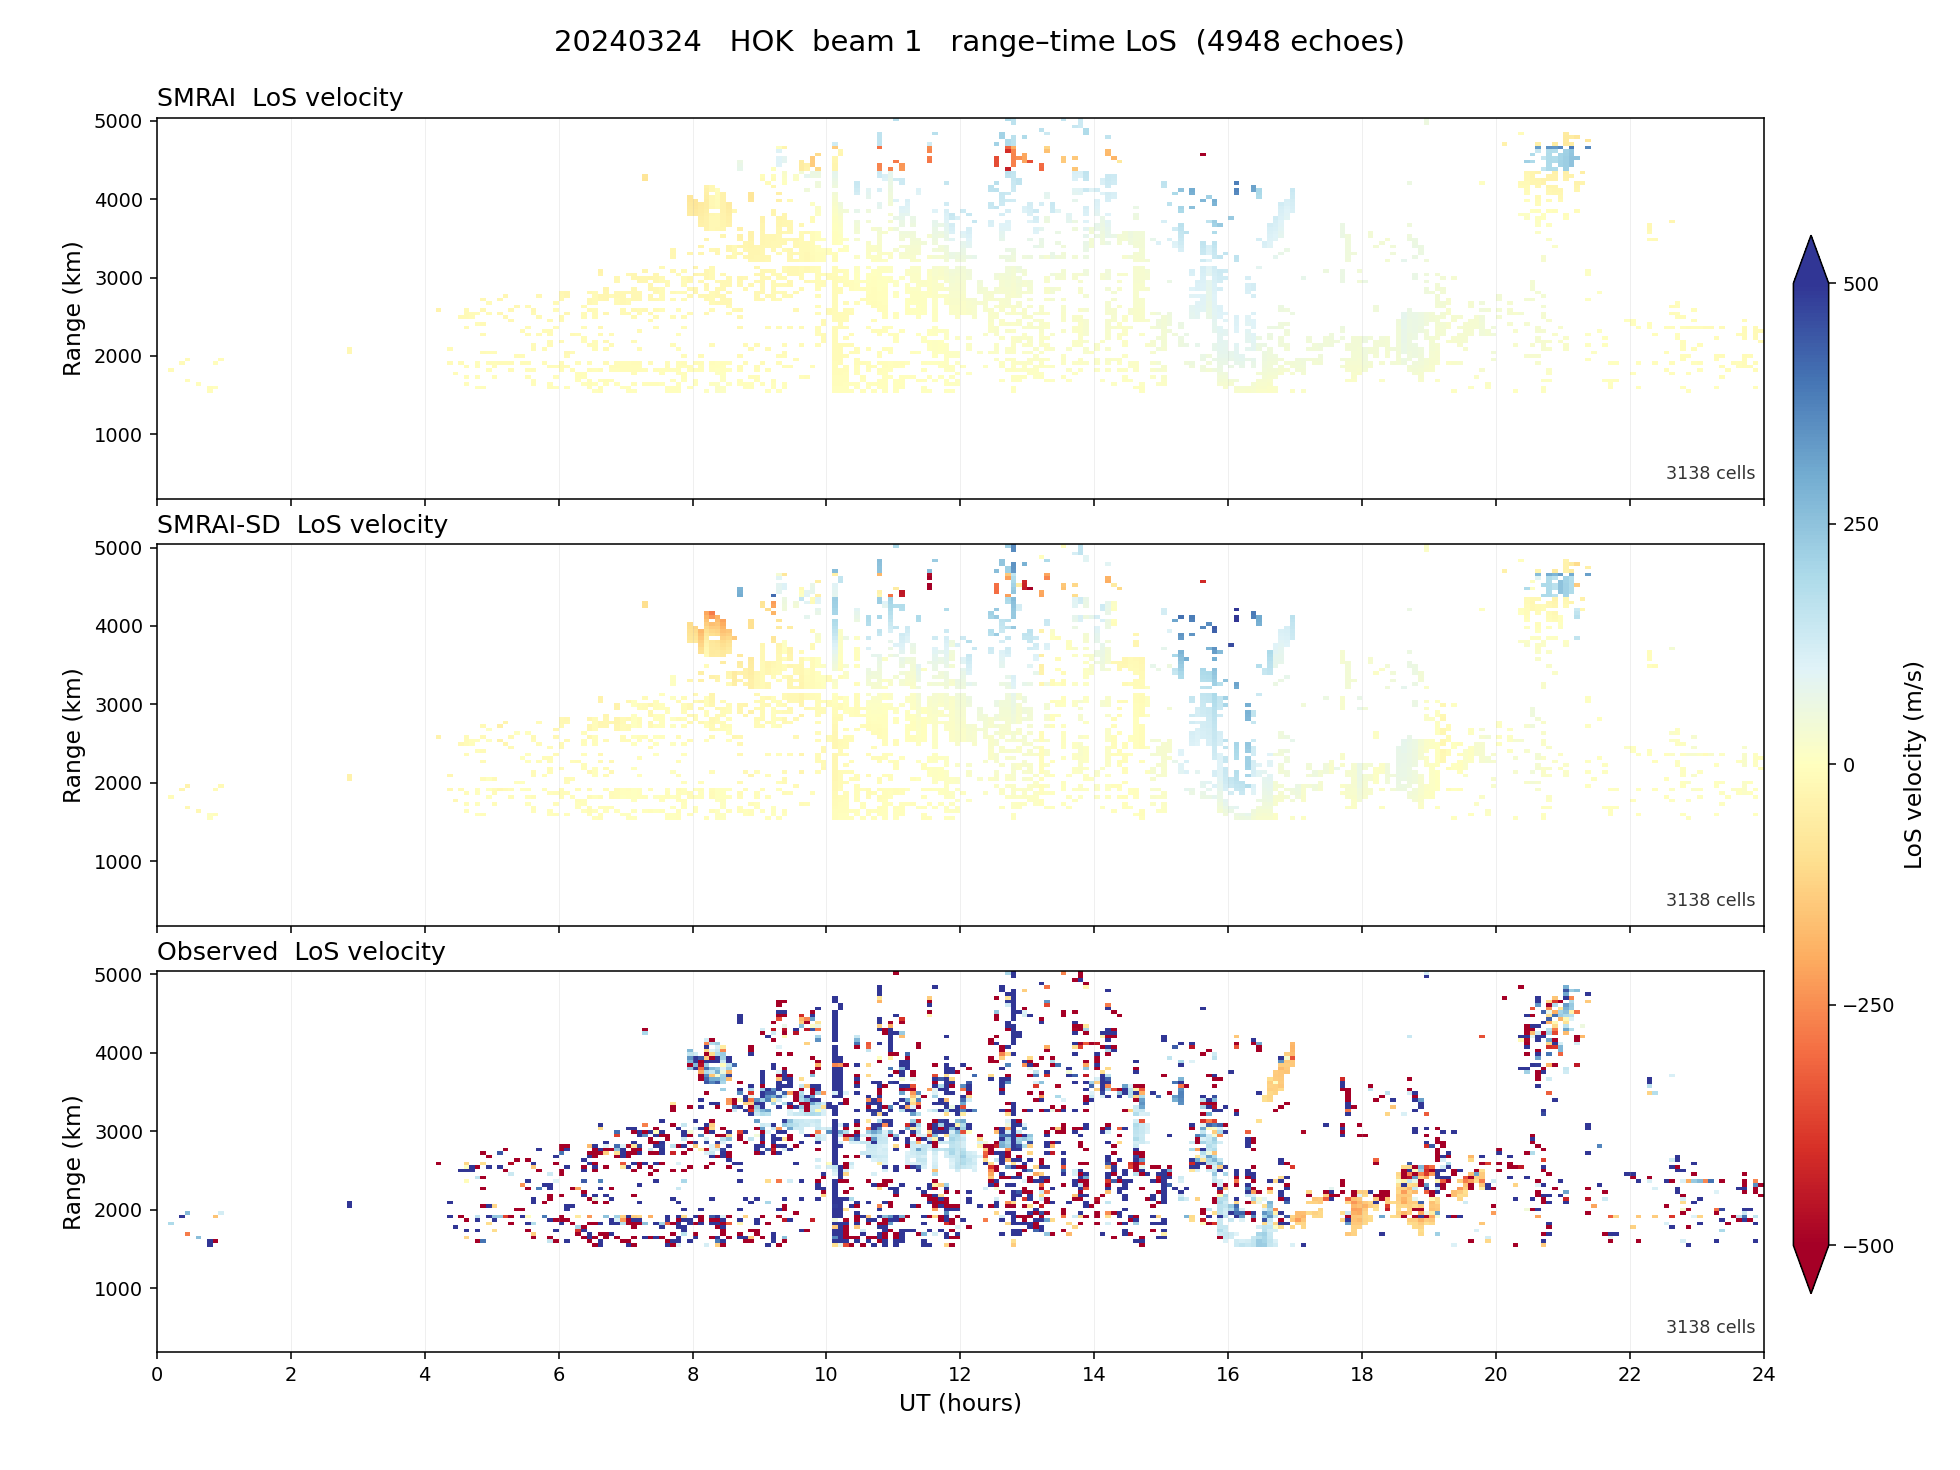 20240324 HOK beam 1 range–time LoS (4948 echoes)
SMRAI LoS velocity
5000
4000
3000
2000
1000
Range (km)
3138 cells
SMRAI-SD LoS velocity
5000
4000
3000
2000
1000
Range (km)
3138 cells
Observed LoS velocity
5000
4000
3000
2000
1000
Range (km)
3138 cells
0 2 4 6 8 10 12 14 16 18 20 22 24
UT (hours)
500
250
0
−250
−500
LoS velocity (m/s)